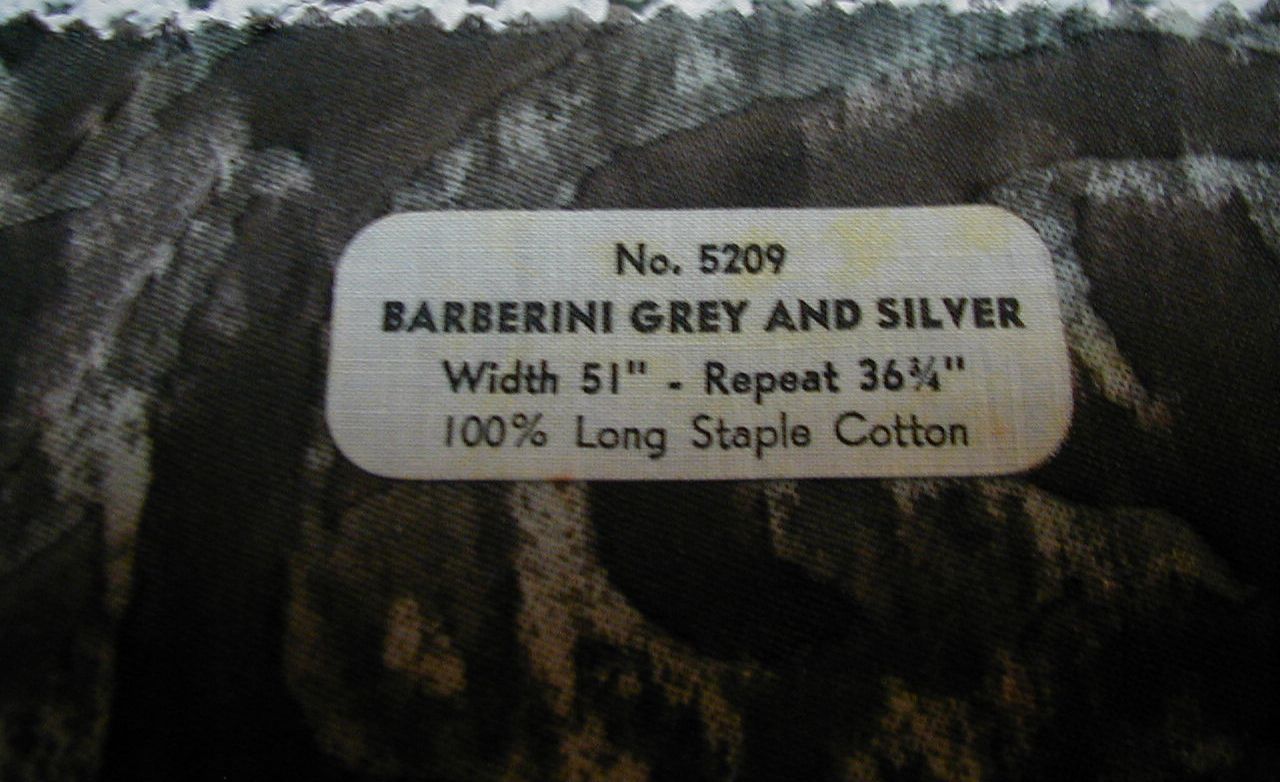 No. 5209
BARBERINI GREY AND SILVER
Width 51" - Repeat 36¾"
100% Long Staple Cotton